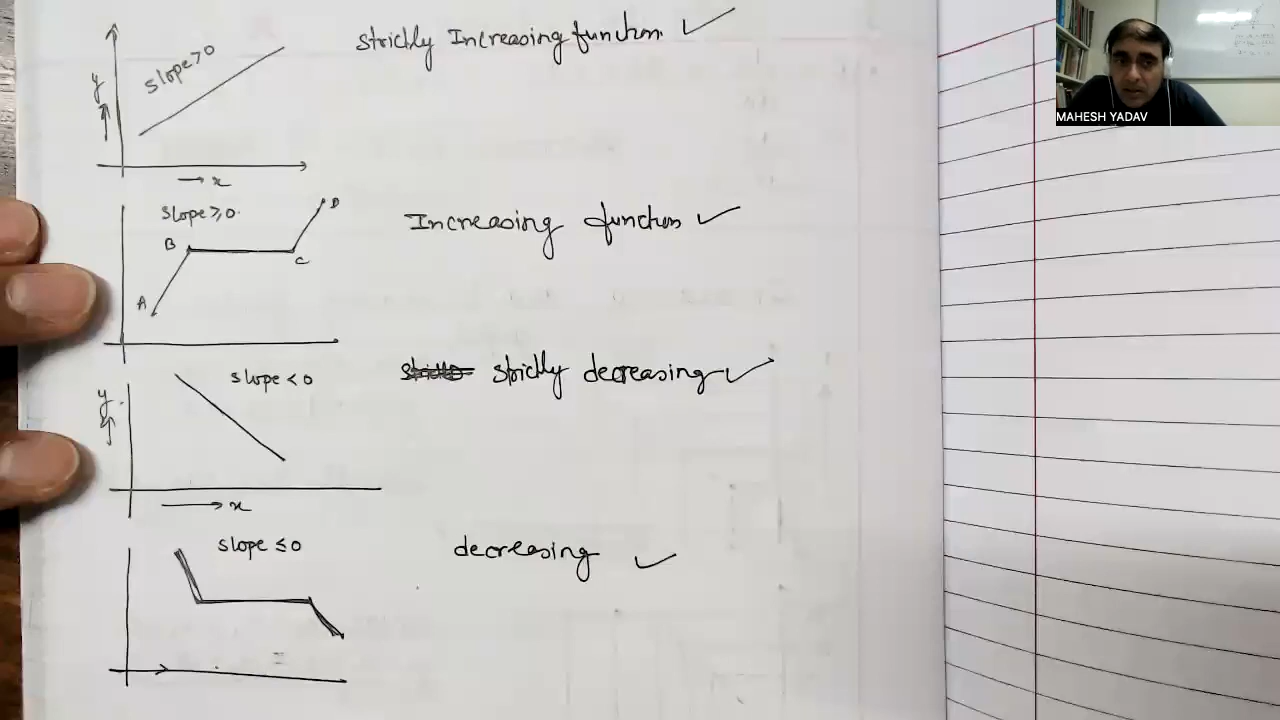 slope > 0
strictly Increasing function. ✓
y
→ x
MAHESH YADAV
slope ≥ 0.
Increasing function ✓
A
B
C
D
slope < 0
strictly decreasing ✓
y
→ x
slope ≤ 0
decreasing ✓